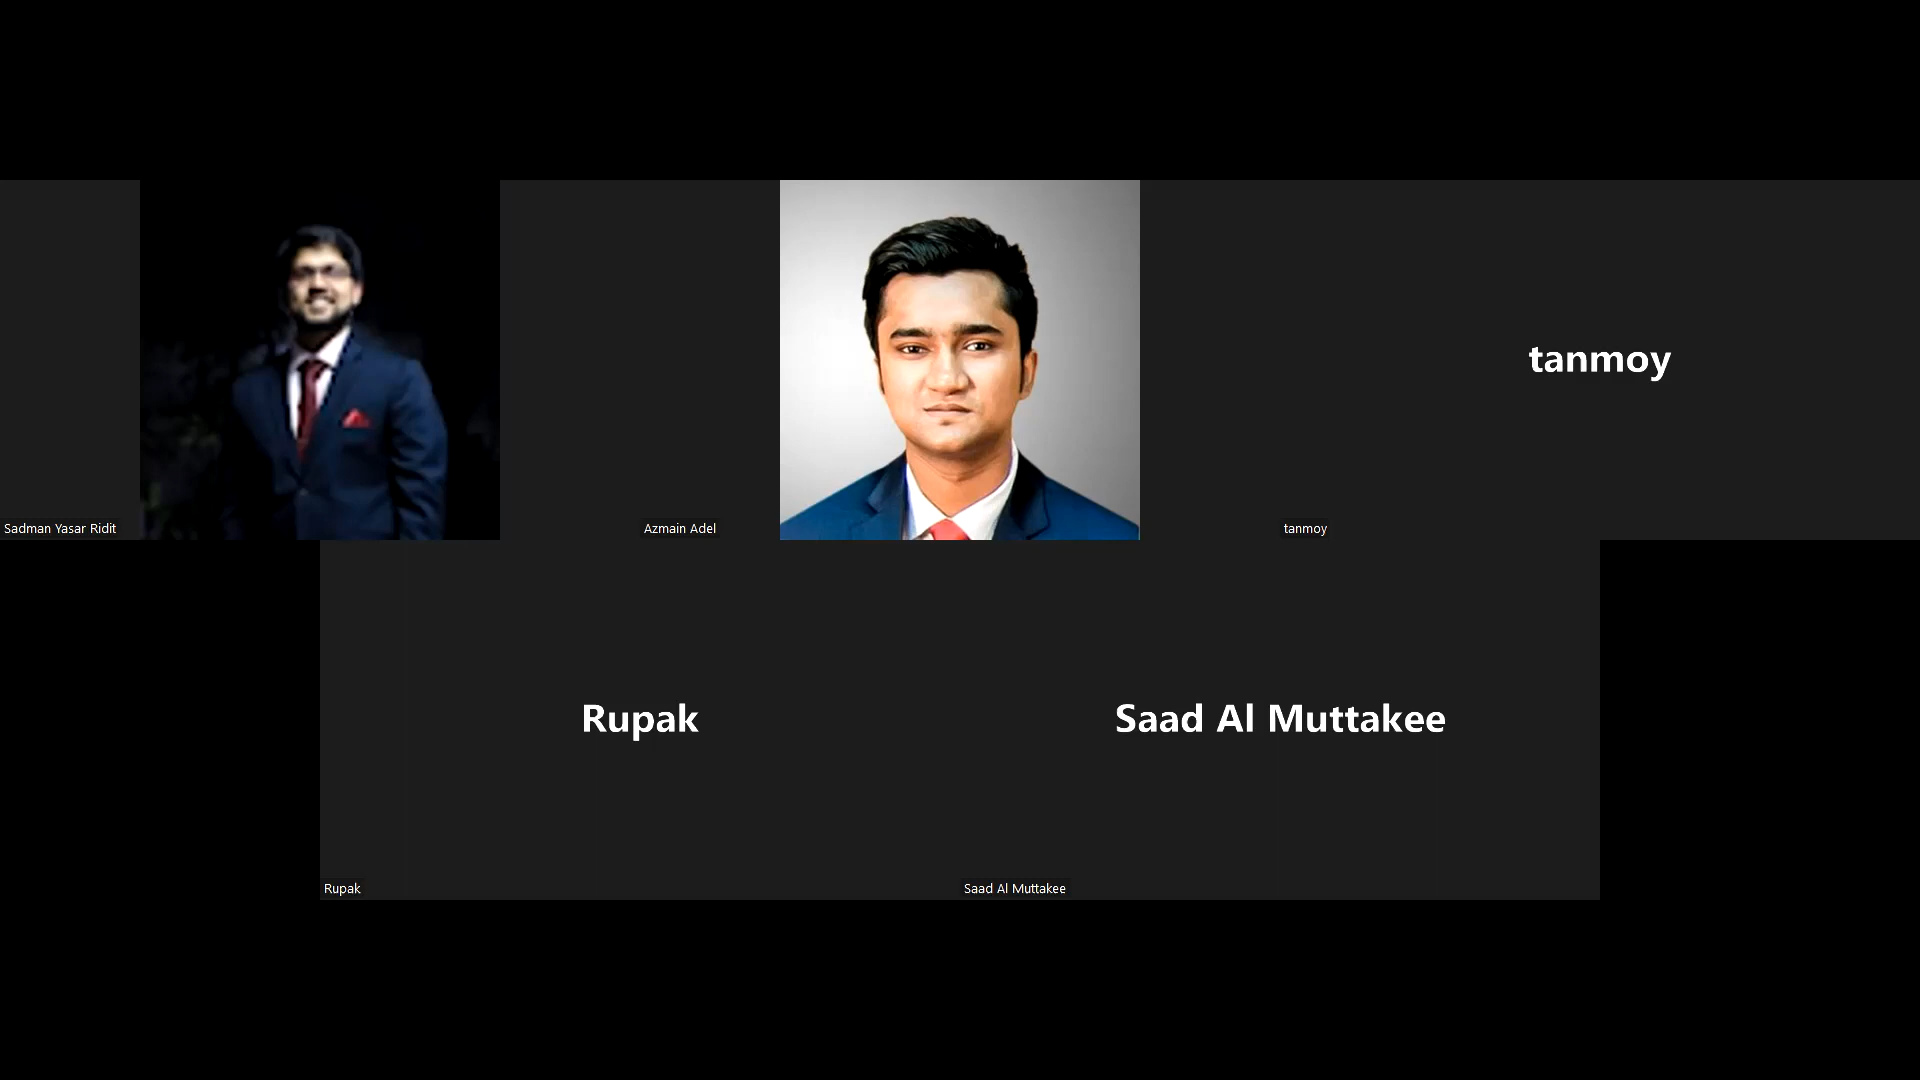 tanmoy
Sadman Yasar Ridit
Azmain Adel
tanmoy
Rupak
Saad Al Muttakee
Rupak
Saad Al Muttakee